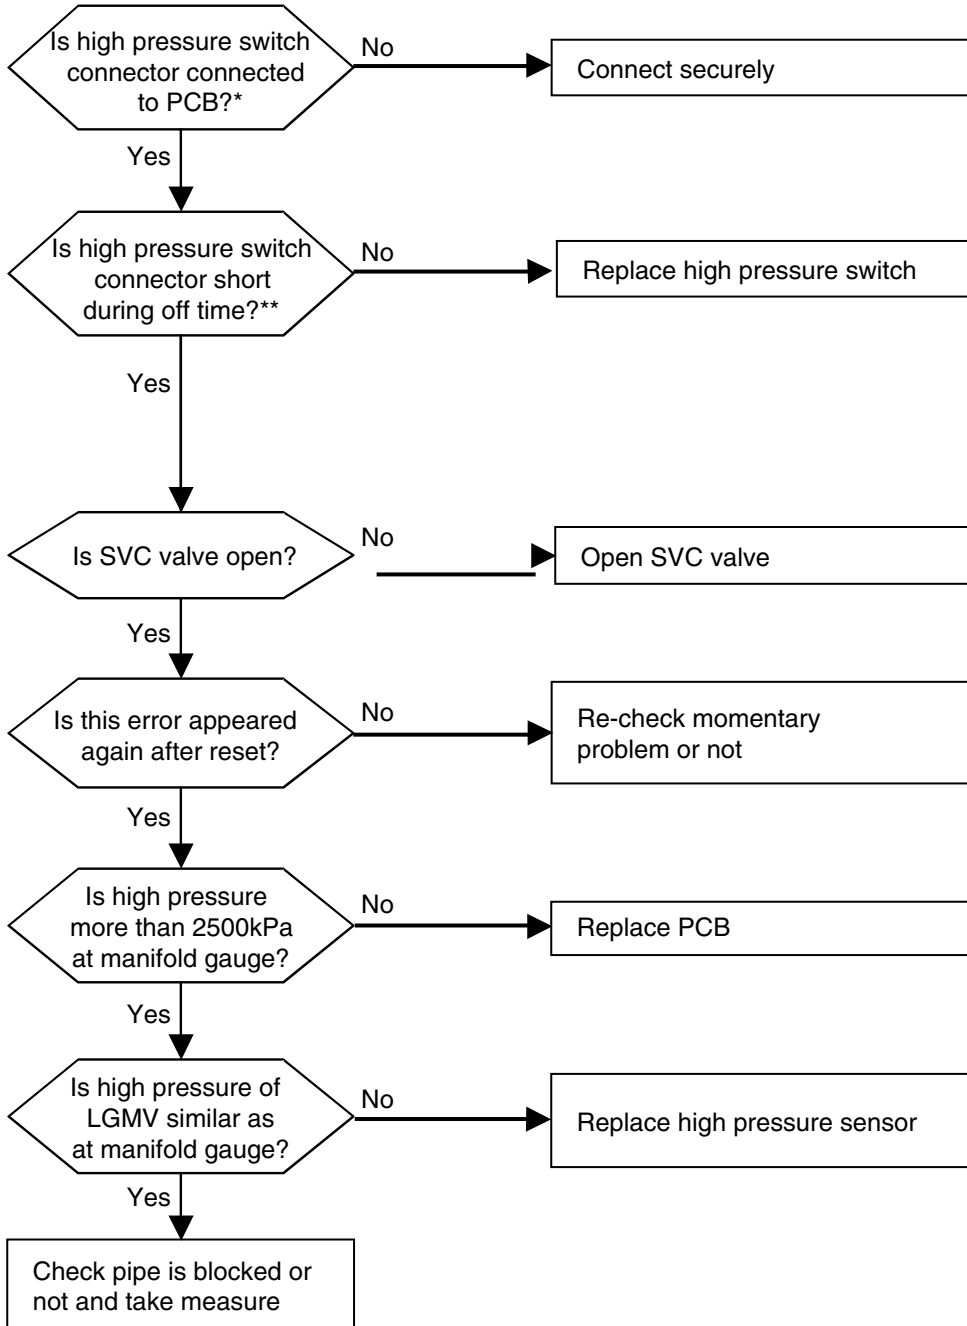 Is high pressure switch
connector connected
to PCB?*
No
Connect securely
Yes
Is high pressure switch
connector short
during off time?**
No
Replace high pressure switch
Yes
Is SVC valve open?
No
Open SVC valve
Yes
Is this error appeared
again after reset?
No
Re-check momentary
problem or not
Yes
Is high pressure
more than 2500kPa
at manifold gauge?
No
Replace PCB
Yes
Is high pressure of
LGMV similar as
at manifold gauge?
No
Replace high pressure sensor
Yes
Check pipe is blocked or
not and take measure